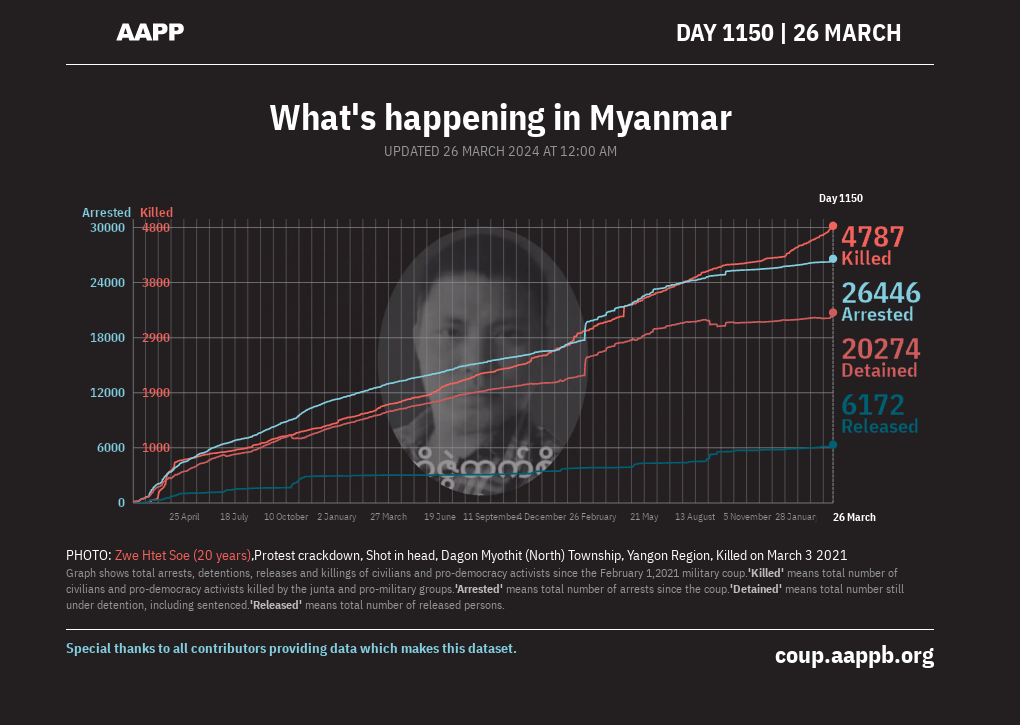 AAPP
DAY 1150 | 26 MARCH
What's happening in Myanmar
UPDATED 26 MARCH 2024 AT 12:00 AM
Day 1150
Arrested Killed
30000 4800
24000 3800
18000 2900
12000 1900
6000 1000
0
4787
Killed
26446
Arrested
20274
Detained
6172
Released
25 April 18 July 10 October 2 January 27 March 19 June 11 September 4 December 26 February 21 May 13 August 5 November 28 January 26 March
PHOTO: Zwe Htet Soe (20 years),Protest crackdown, Shot in head, Dagon Myothit (North) Township, Yangon Region, Killed on March 3 2021
Graph shows total arrests, detentions, releases and killings of civilians and pro-democracy activists since the February 1,2021 military coup.'Killed' means total number of
civilians and pro-democracy activists killed by the junta and pro-military groups.'Arrested' means total number of arrests since the coup.'Detained' means total number still
under detention, including sentenced.'Released' means total number of released persons.
Special thanks to all contributors providing data which makes this dataset.
coup.aappb.org